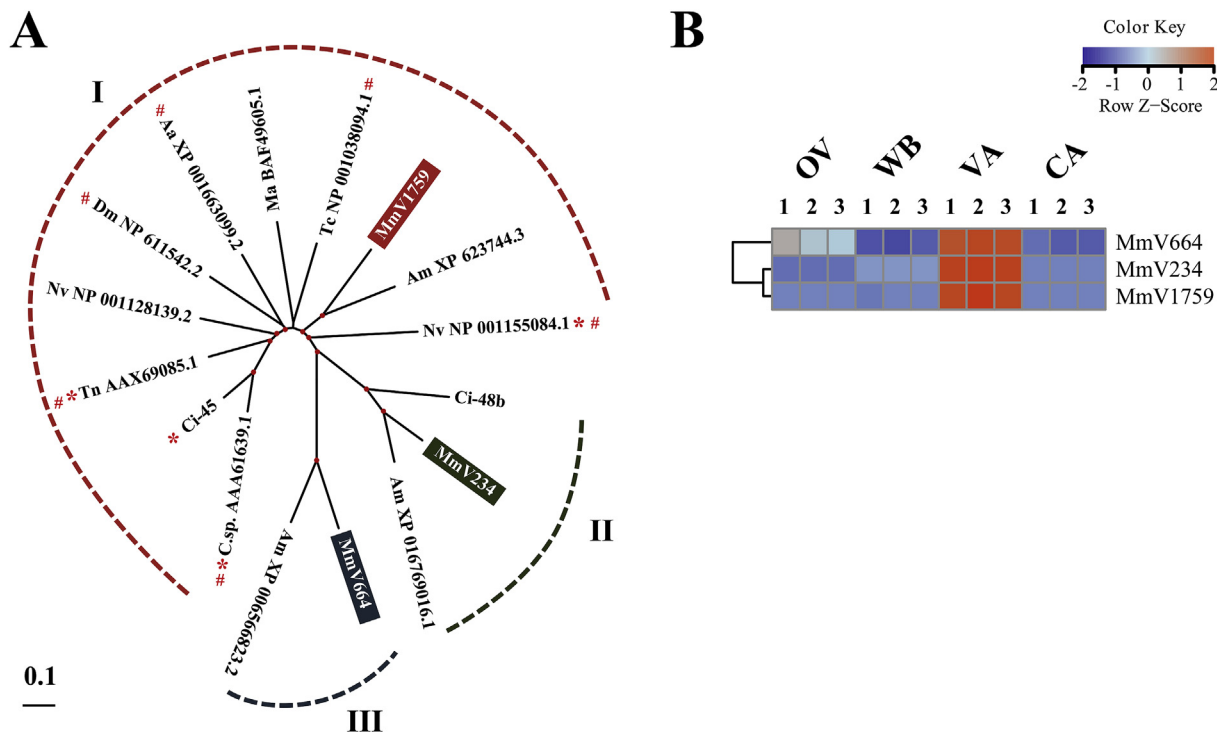 A
I
# Aa XP 001663099.2
Ma BAF49605.1
Tc NP 001038094.1 #
MmV1759
# Dm NP 611542.2
Am XP 623744.3
Nv NP 001128139.2
Nv NP 001155084.1 * #
# * Tn AAX69085.1
Ci-45
*
Ci-48b
C.sp. AAA61639.1
*
#
MmV234
Am XP 016769016.1
II
MmV664
Am XP 006566823.2
III
0.1
B
Color Key
-2 -1 0 1 2
Row Z−Score
OV WB VA CA
1 2 3 1 2 3 1 2 3 1 2 3
MmV664
MmV234
MmV1759